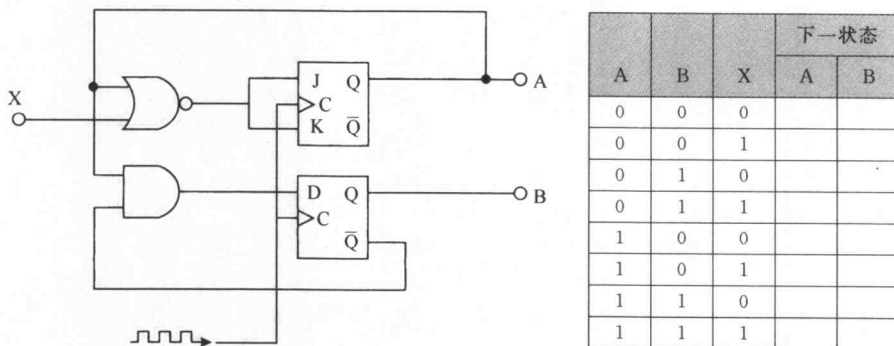 X
J Q
C
K Q̅
A
D Q
C
Q̅
B
下一状态
A B X A B
0 0 0
0 0 1
0 1 0
0 1 1
1 0 0
1 0 1
1 1 0
1 1 1